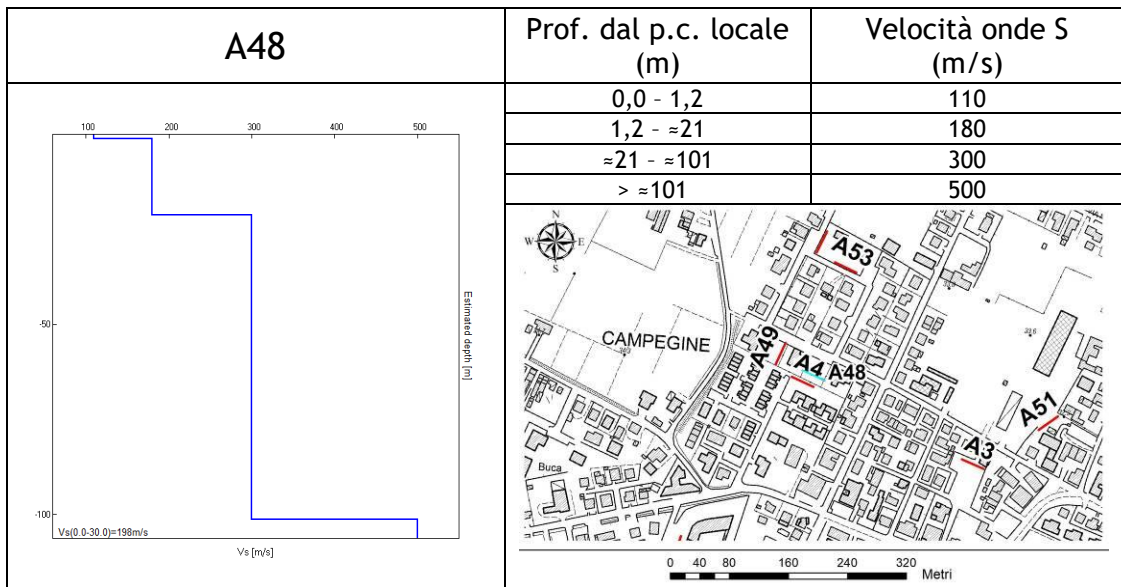 A48
Prof. dal p.c. locale
(m)
Velocità onde S
(m/s)
0,0 – 1,2
110
1,2 – ≈21
180
≈21 – ≈101
300
> ≈101
500
100
200
300
400
500
-50
-100
Estimated depth [m]
Vs(0.0-30.0)=198m/s
Vs [m/s]
N
W
E
S
A53
CAMPEGINE
A49
A4
A48
A51
A3
Buca
0 40 80 160 240 320
Metri